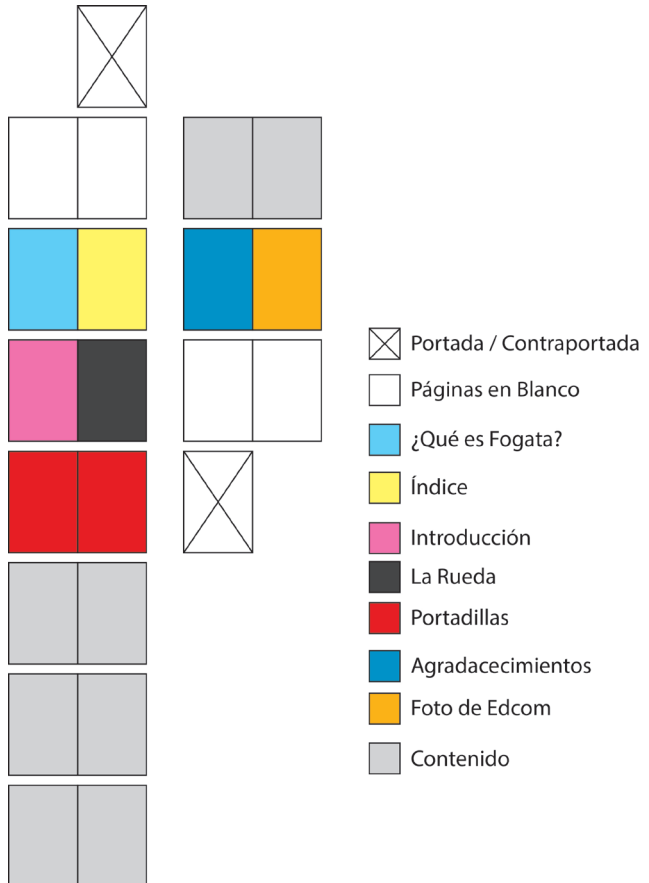 Portada / Contraportada
Páginas en Blanco
¿Qué es Fogata?
Índice
Introducción
La Rueda
Portadillas
Agradacecimientos
Foto de Edcom
Contenido